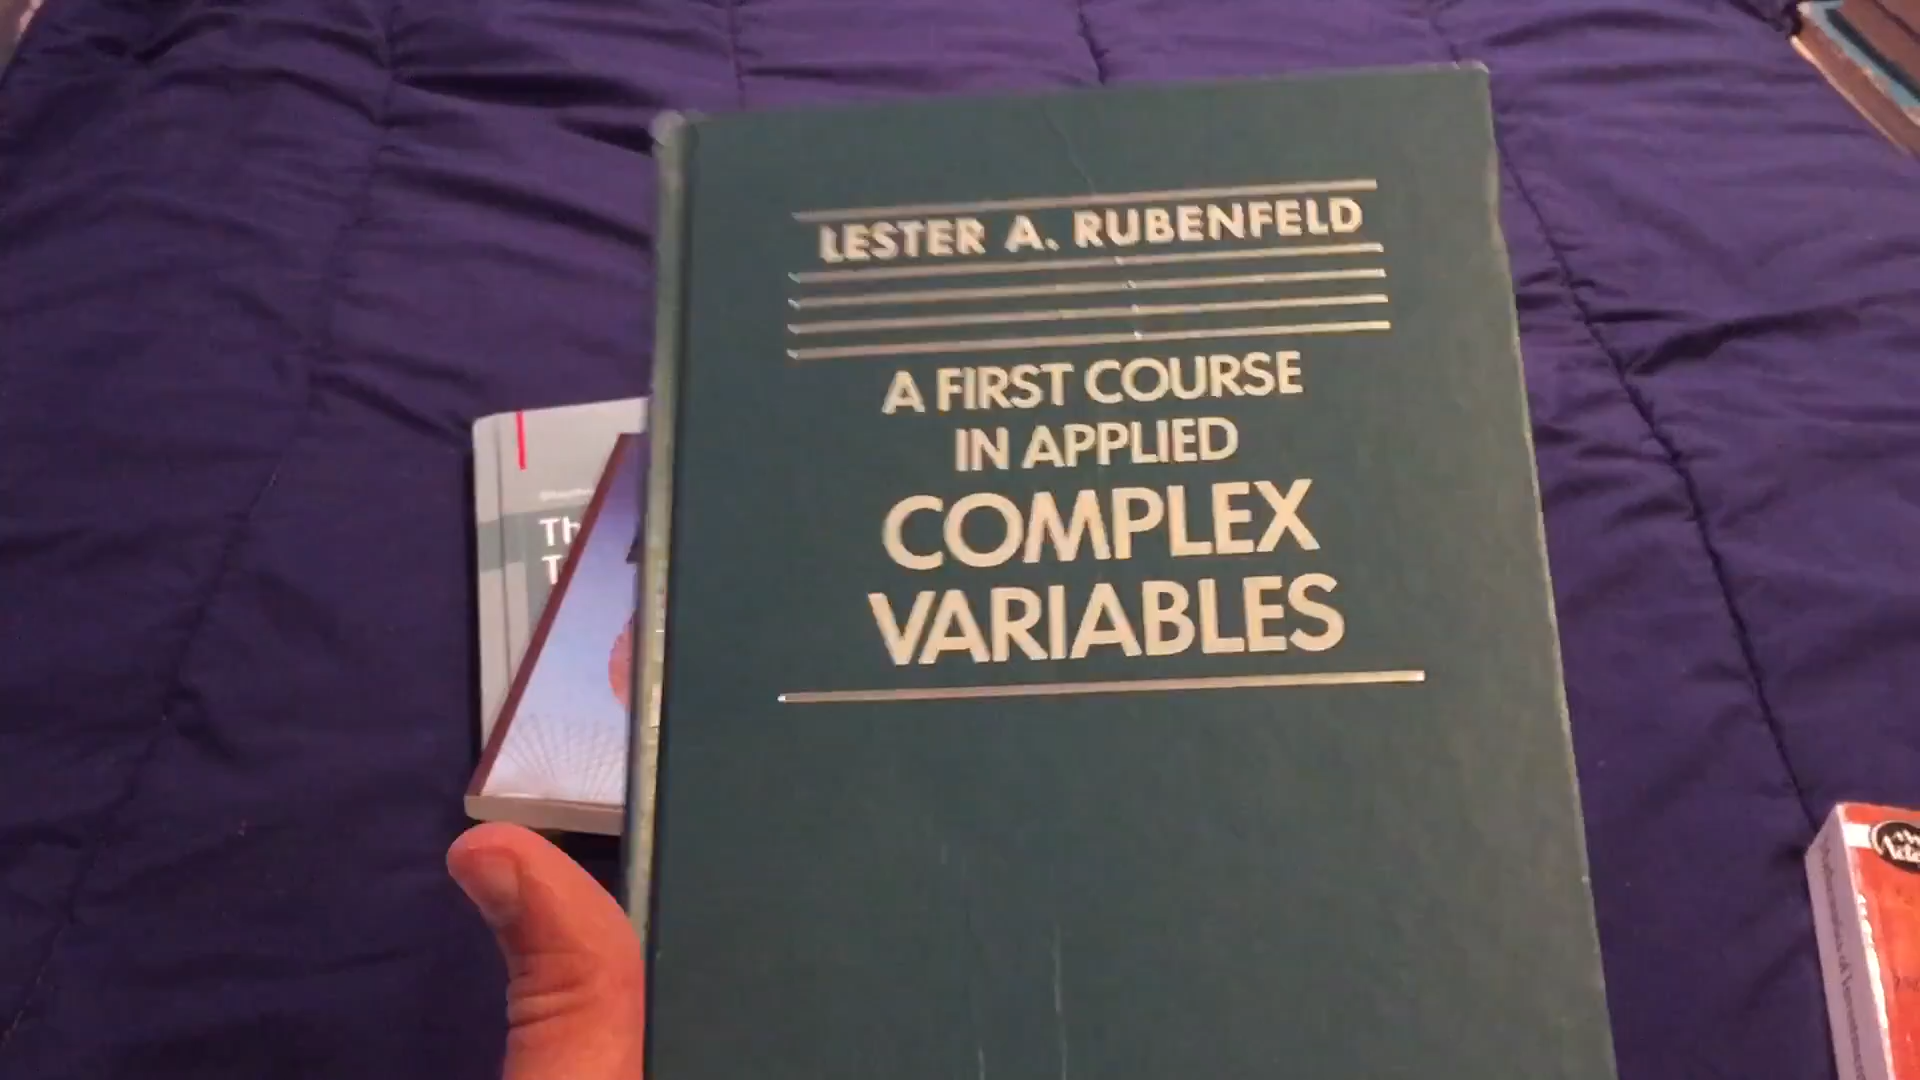 LESTER A. RUBENFELD
A FIRST COURSE
IN APPLIED
COMPLEX
VARIABLES